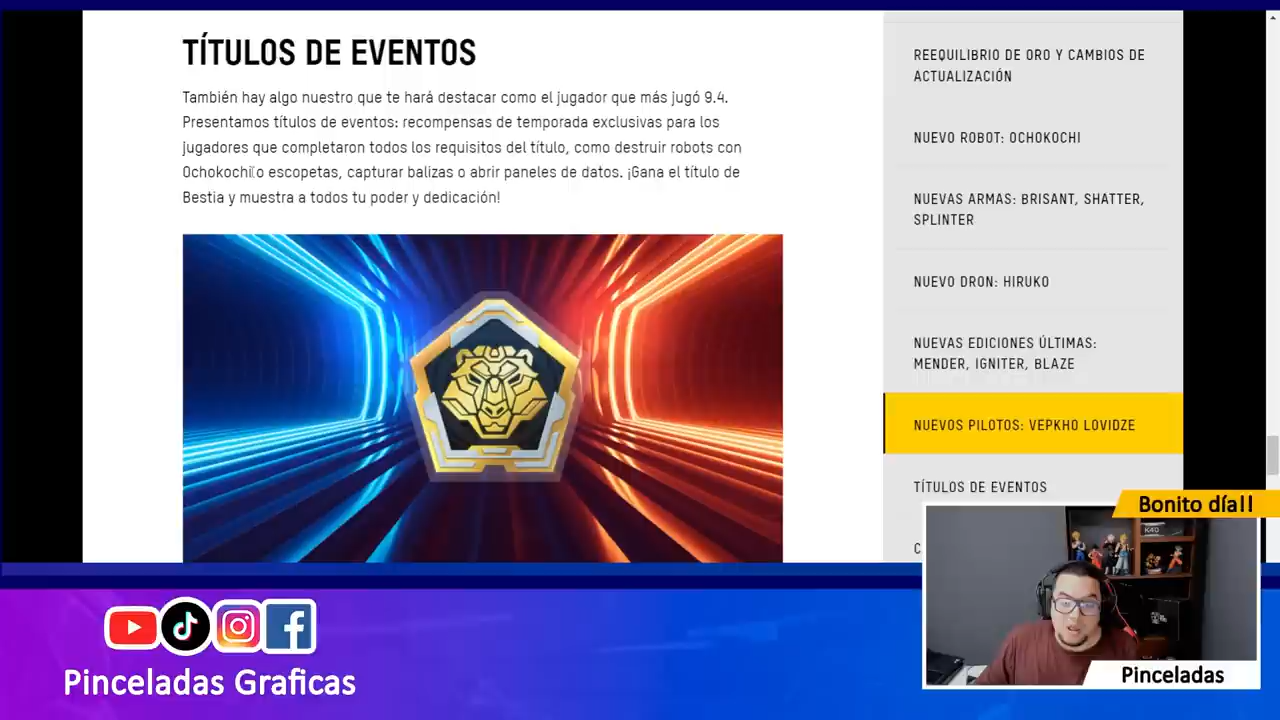 TÍTULOS DE EVENTOS
También hay algo nuestro que te hará destacar como el jugador que más jugó 9.4.
Presentamos títulos de eventos: recompensas de temporada exclusivas para los
jugadores que completaron todos los requisitos del título, como destruir robots con
Ochokochi o escopetas, capturar balizas o abrir paneles de datos. ¡Gana el título de
Bestia y muestra a todos tu poder y dedicación!
REEQUILIBRIO DE ORO Y CAMBIOS DE
ACTUALIZACIÓN
NUEVO ROBOT: OCHOKOCHI
NUEVAS ARMAS: BRISANT, SHATTER,
SPLINTER
NUEVO DRON: HIRUKO
NUEVAS EDICIONES ÚLTIMAS:
MENDER, IGNITER, BLAZE
NUEVOS PILOTOS: VEPKHO LOVIDZE
TÍTULOS DE EVENTOS
Bonito día!!
K40
Pinceladas
Pinceladas Graficas